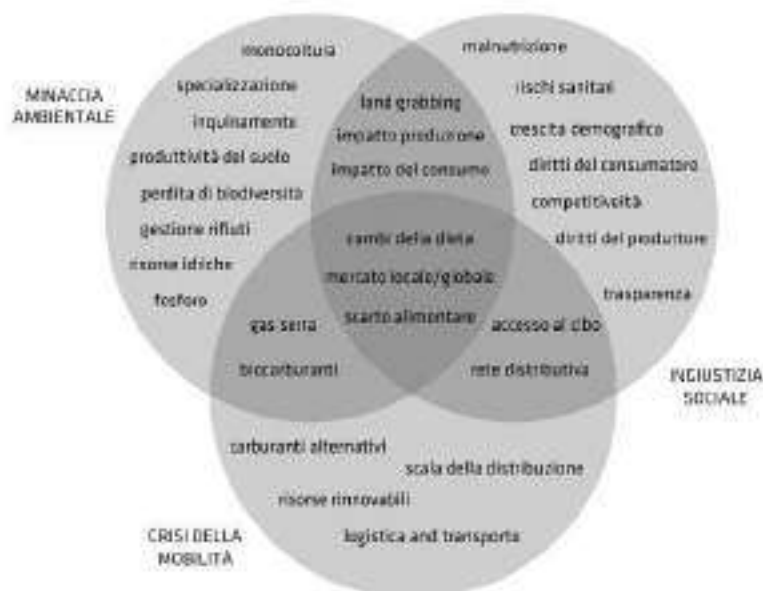 MINACCIA
AMBIENTALE
monocoltura
specializzazione
inquinamento
produttività del suolo
perdita di biodiversità
gestione rifiuti
risorse idriche
fosforo
land grabbing
impatto produzione
impatto del consumo
malnutrizione
rischi sanitari
crescita demografica
diritti del consumatore
competitività
diritti del produttore
trasparenza
INGIUSTIZIA
SOCIALE
cambi della dieta
mercato locale/globale
scarto alimentare
gas serra
biocarburanti
accesso al cibo
rete distributiva
carburanti alternativi
scala della distribuzione
risorse rinnovabili
logistica and transporte
CRISI DELLA
MOBILITÀ